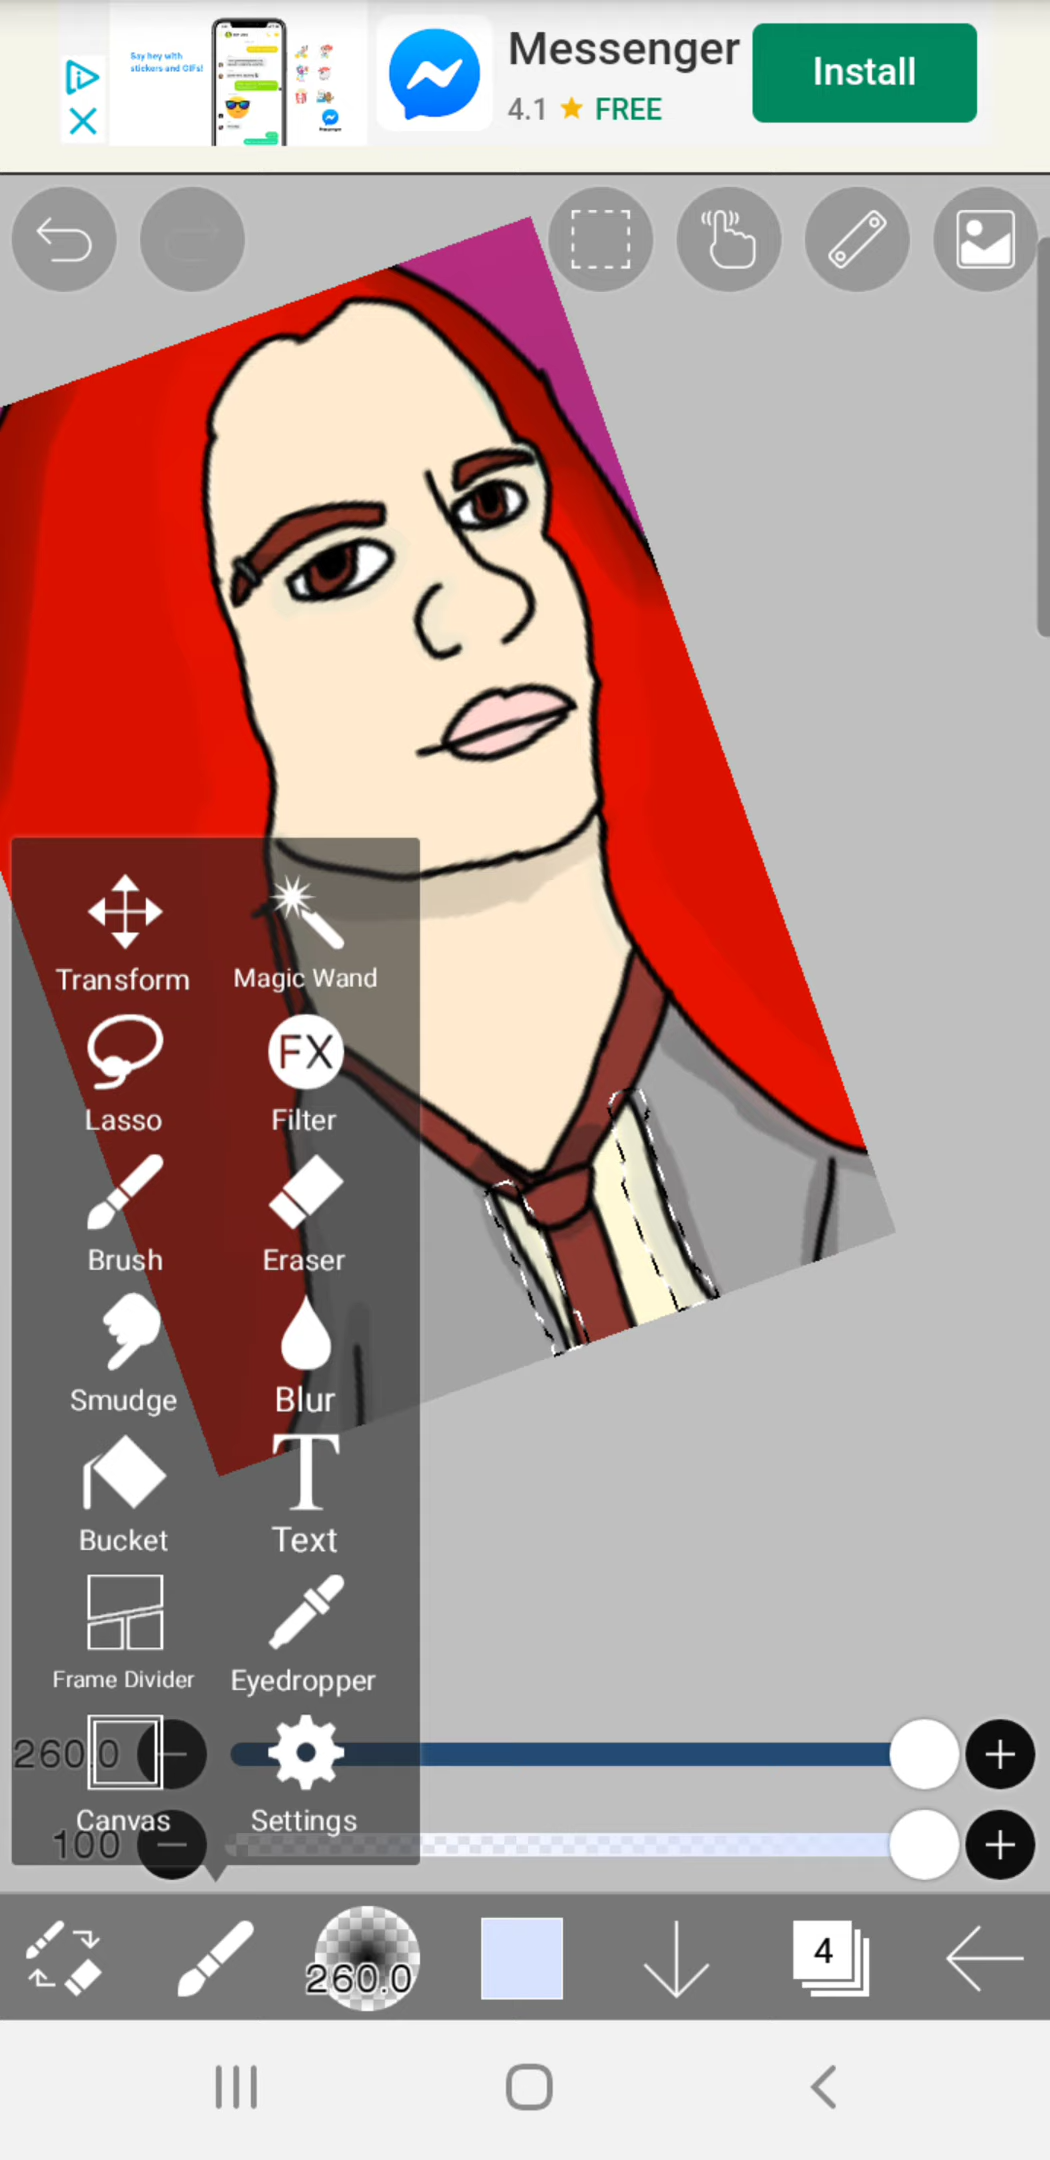 Say hey with
stickers and GIFs!
Messenger
4.1 ★ FREE
Install
Transform
Magic Wand
Lasso
FX
Filter
Brush
Eraser
Smudge
Blur
Bucket
T
Text
Frame Divider
Eyedropper
260.0
Canvas
Settings
100
260.0
4